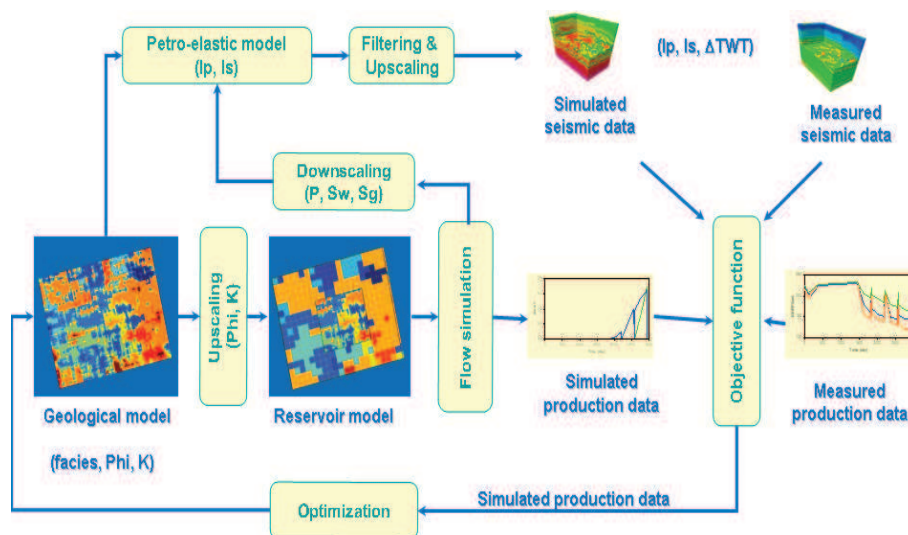 Petro-elastic model
(Ip, Is)
Filtering &
Upscaling
(Ip, Is, ΔTWT)
Simulated
seismic data
Measured
seismic data
Downscaling
(P, Sw, Sg)
Upscaling
(Phi, K)
Flow simulation
Objective function
Geological model
(facies, Phi, K)
Reservoir model
Simulated
production data
Measured
production data
Optimization
Simulated production data